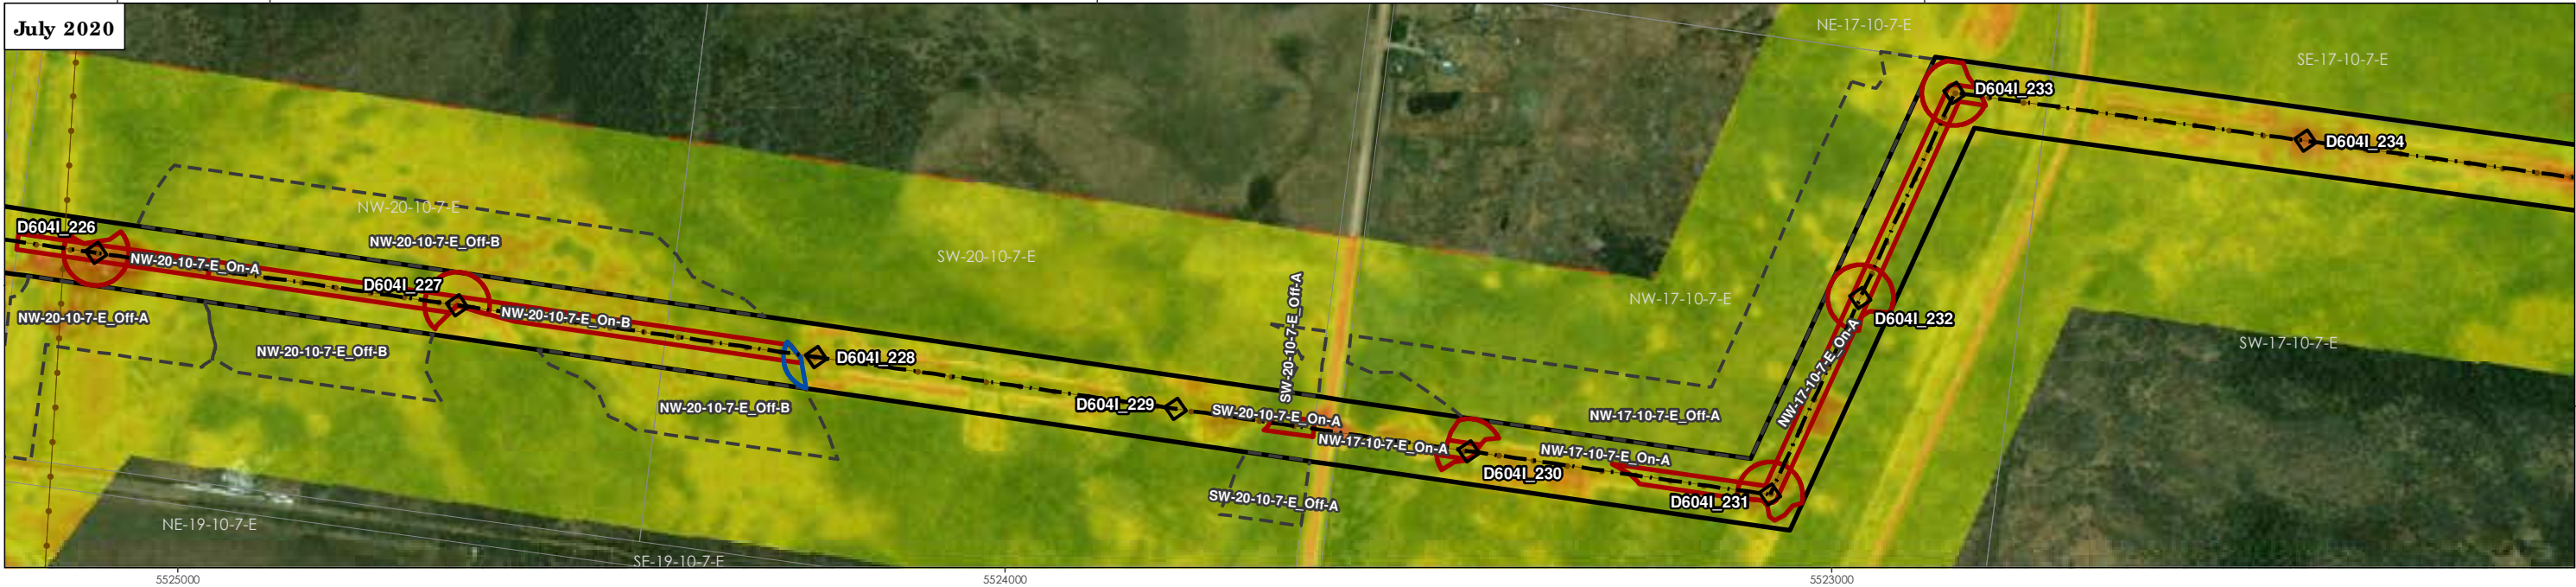 July 2020
NE-17-10-7-E
SE-17-10-7-E
D604I_233
D604I_234
NW-20-10-7-E
D604I_226
NW-20-10-7-E_Off-B
SW-20-10-7-E
NW-20-10-7-E_On-A
D604I_227
NW-17-10-7-E
NW-20-10-7-E_Off-A
NW-20-10-7-E_On-B
D604I_232
SW-20-10-7-E_Off-A
SW-17-10-7-E
NW-20-10-7-E_Off-B
D604I_228
NW-17-10-7-E_On-A
NW-20-10-7-E_Off-B
D604I_229
SW-20-10-7-E_On-A
NW-17-10-7-E_Off-A
NW-17-10-7-E_On-A
NW-17-10-7-E_On-A
D604I_230
SW-20-10-7-E_Off-A
D604I_231
NE-19-10-7-E
SE-19-10-7-E
5525000
5524000
5523000